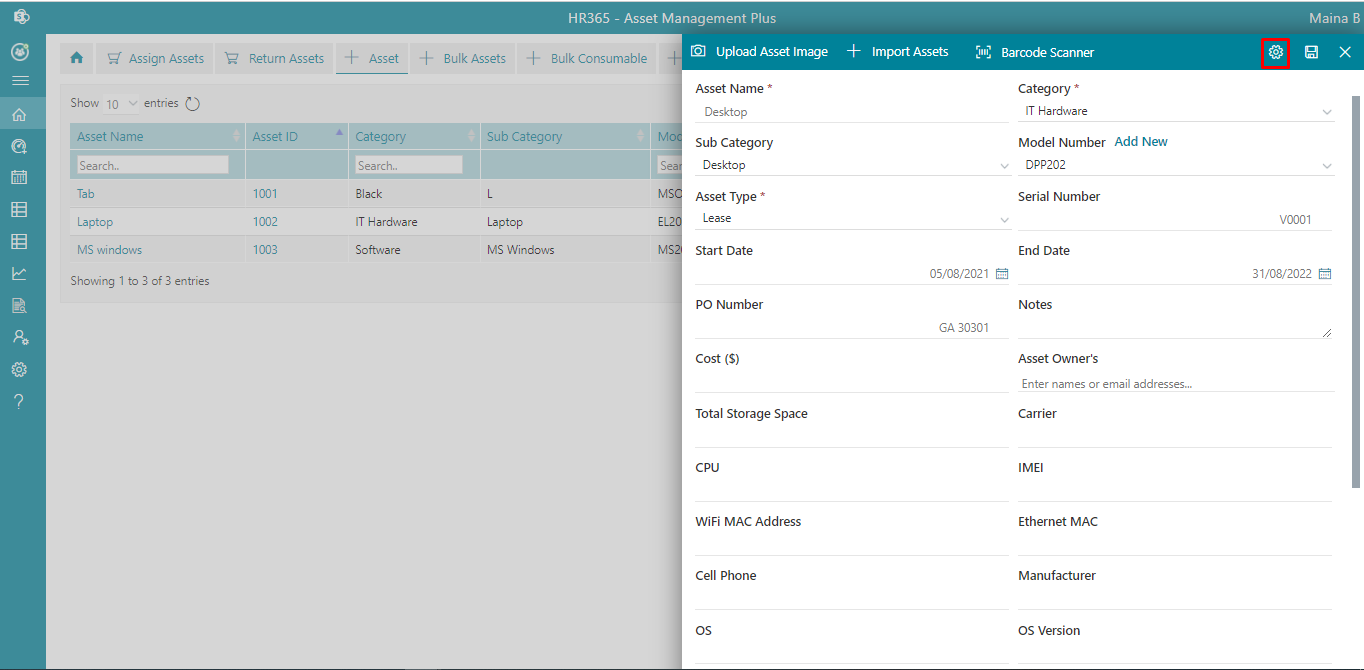 HR365 - Asset Management Plus
Maina B
Assign Assets
Return Assets
Asset
Bulk Assets
Bulk Consumable
Show 10 entries
Asset Name
Asset ID
Category
Sub Category
Search..
Search..
Tab 1001 Black L
Laptop 1002 IT Hardware Laptop
MS windows 1003 Software MS Windows
Showing 1 to 3 of 3 entries
Upload Asset Image
Import Assets
Barcode Scanner
Asset Name *
Desktop
Category *
IT Hardware
Sub Category
Desktop
Model Number Add New
DPP202
Asset Type *
Lease
Serial Number
V0001
Start Date
05/08/2021
End Date
31/08/2022
PO Number
GA 30301
Notes
Cost ($)
Asset Owner's
Enter names or email addresses...
Total Storage Space
Carrier
CPU
IMEI
WiFi MAC Address
Ethernet MAC
Cell Phone
Manufacturer
OS
OS Version